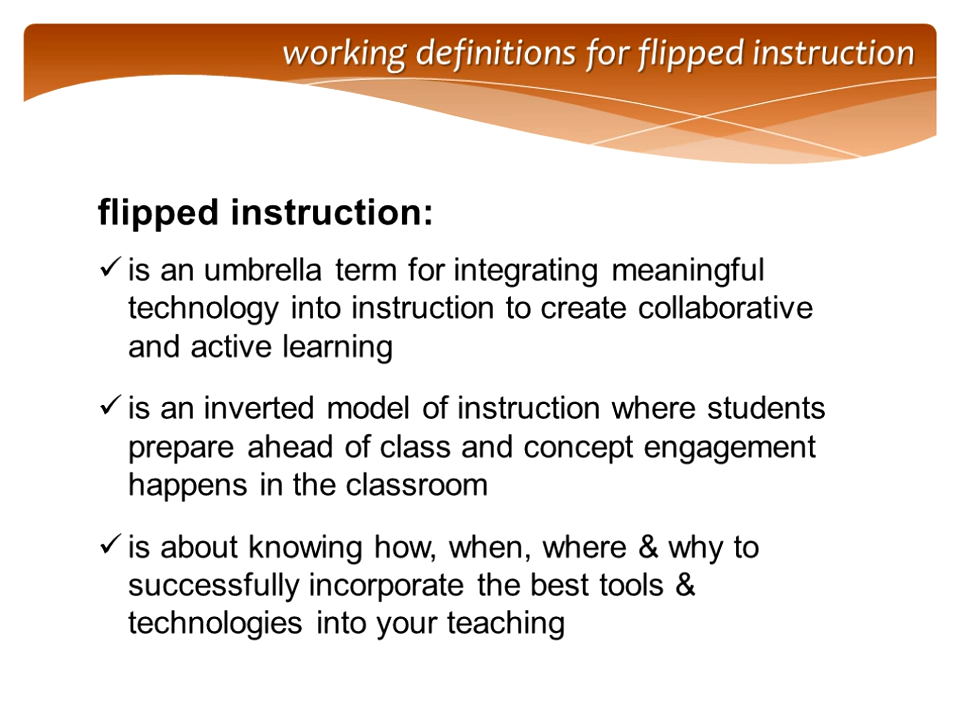 working definitions for flipped instruction
flipped instruction:
✓ is an umbrella term for integrating meaningful
technology into instruction to create collaborative
and active learning
✓ is an inverted model of instruction where students
prepare ahead of class and concept engagement
happens in the classroom
✓ is about knowing how, when, where & why to
successfully incorporate the best tools &
technologies into your teaching